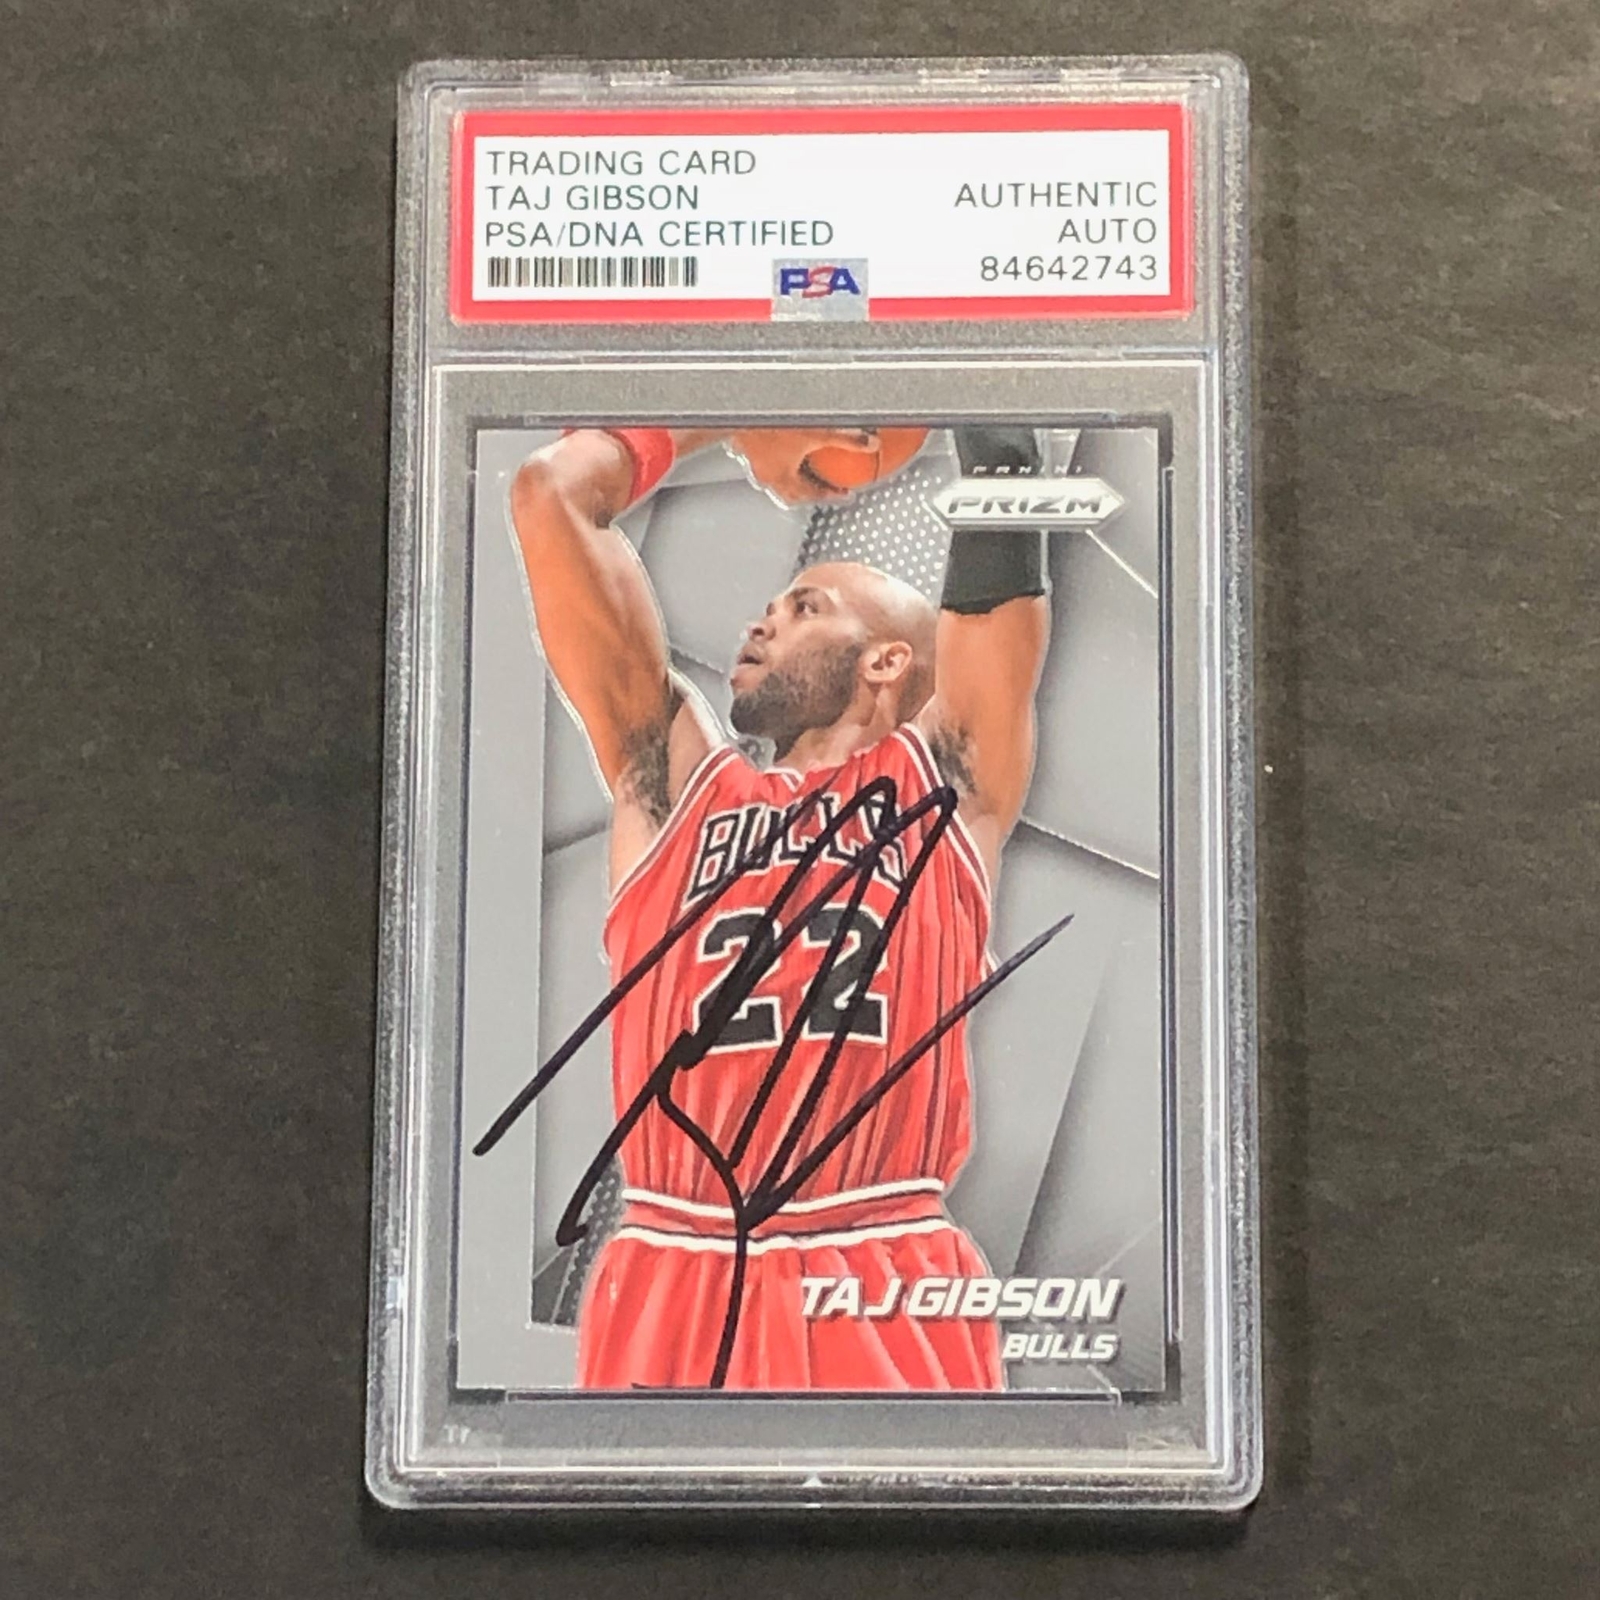 TRADING CARD
TAJ GIBSON
PSA/DNA CERTIFIED
AUTHENTIC
AUTO
84642743
PSA
PANINI
PRIZM
BULLS
22
TAJ GIBSON
BULLS